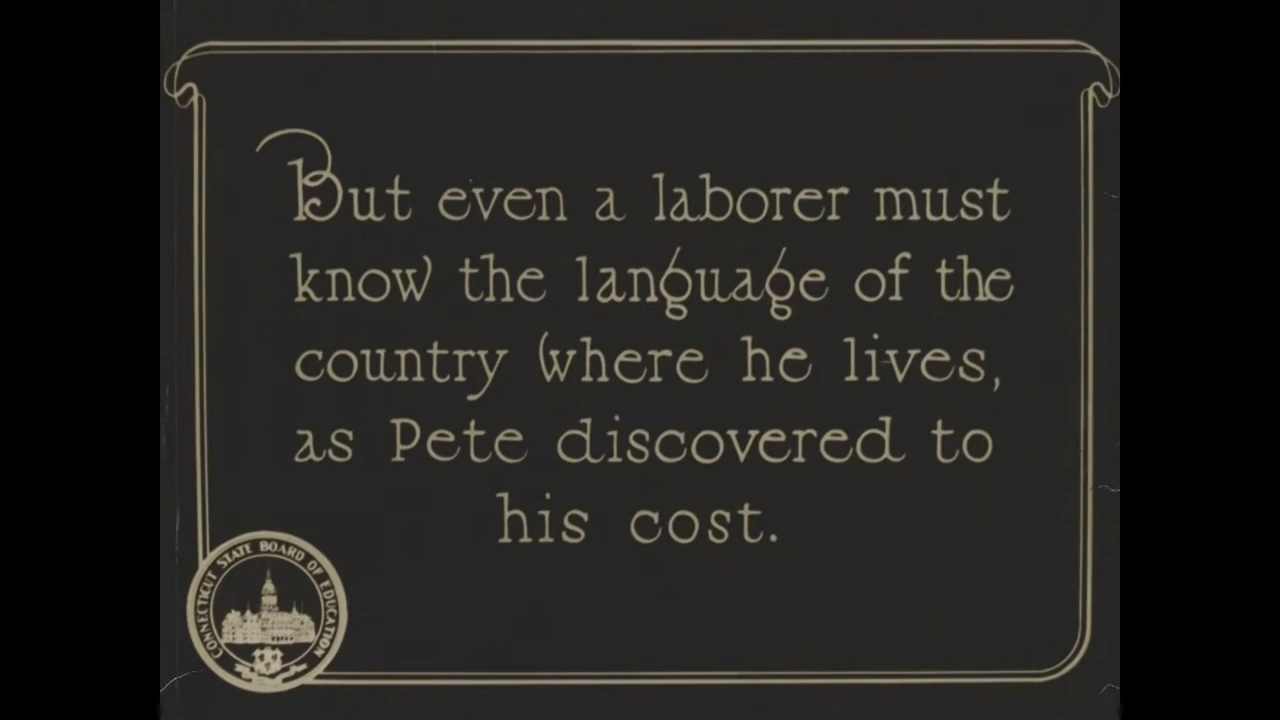 But even a laborer must
know the language of the
country where he lives,
as Pete discovered to
his cost.
CONNECTICUT STATE BOARD OF EDUCATION